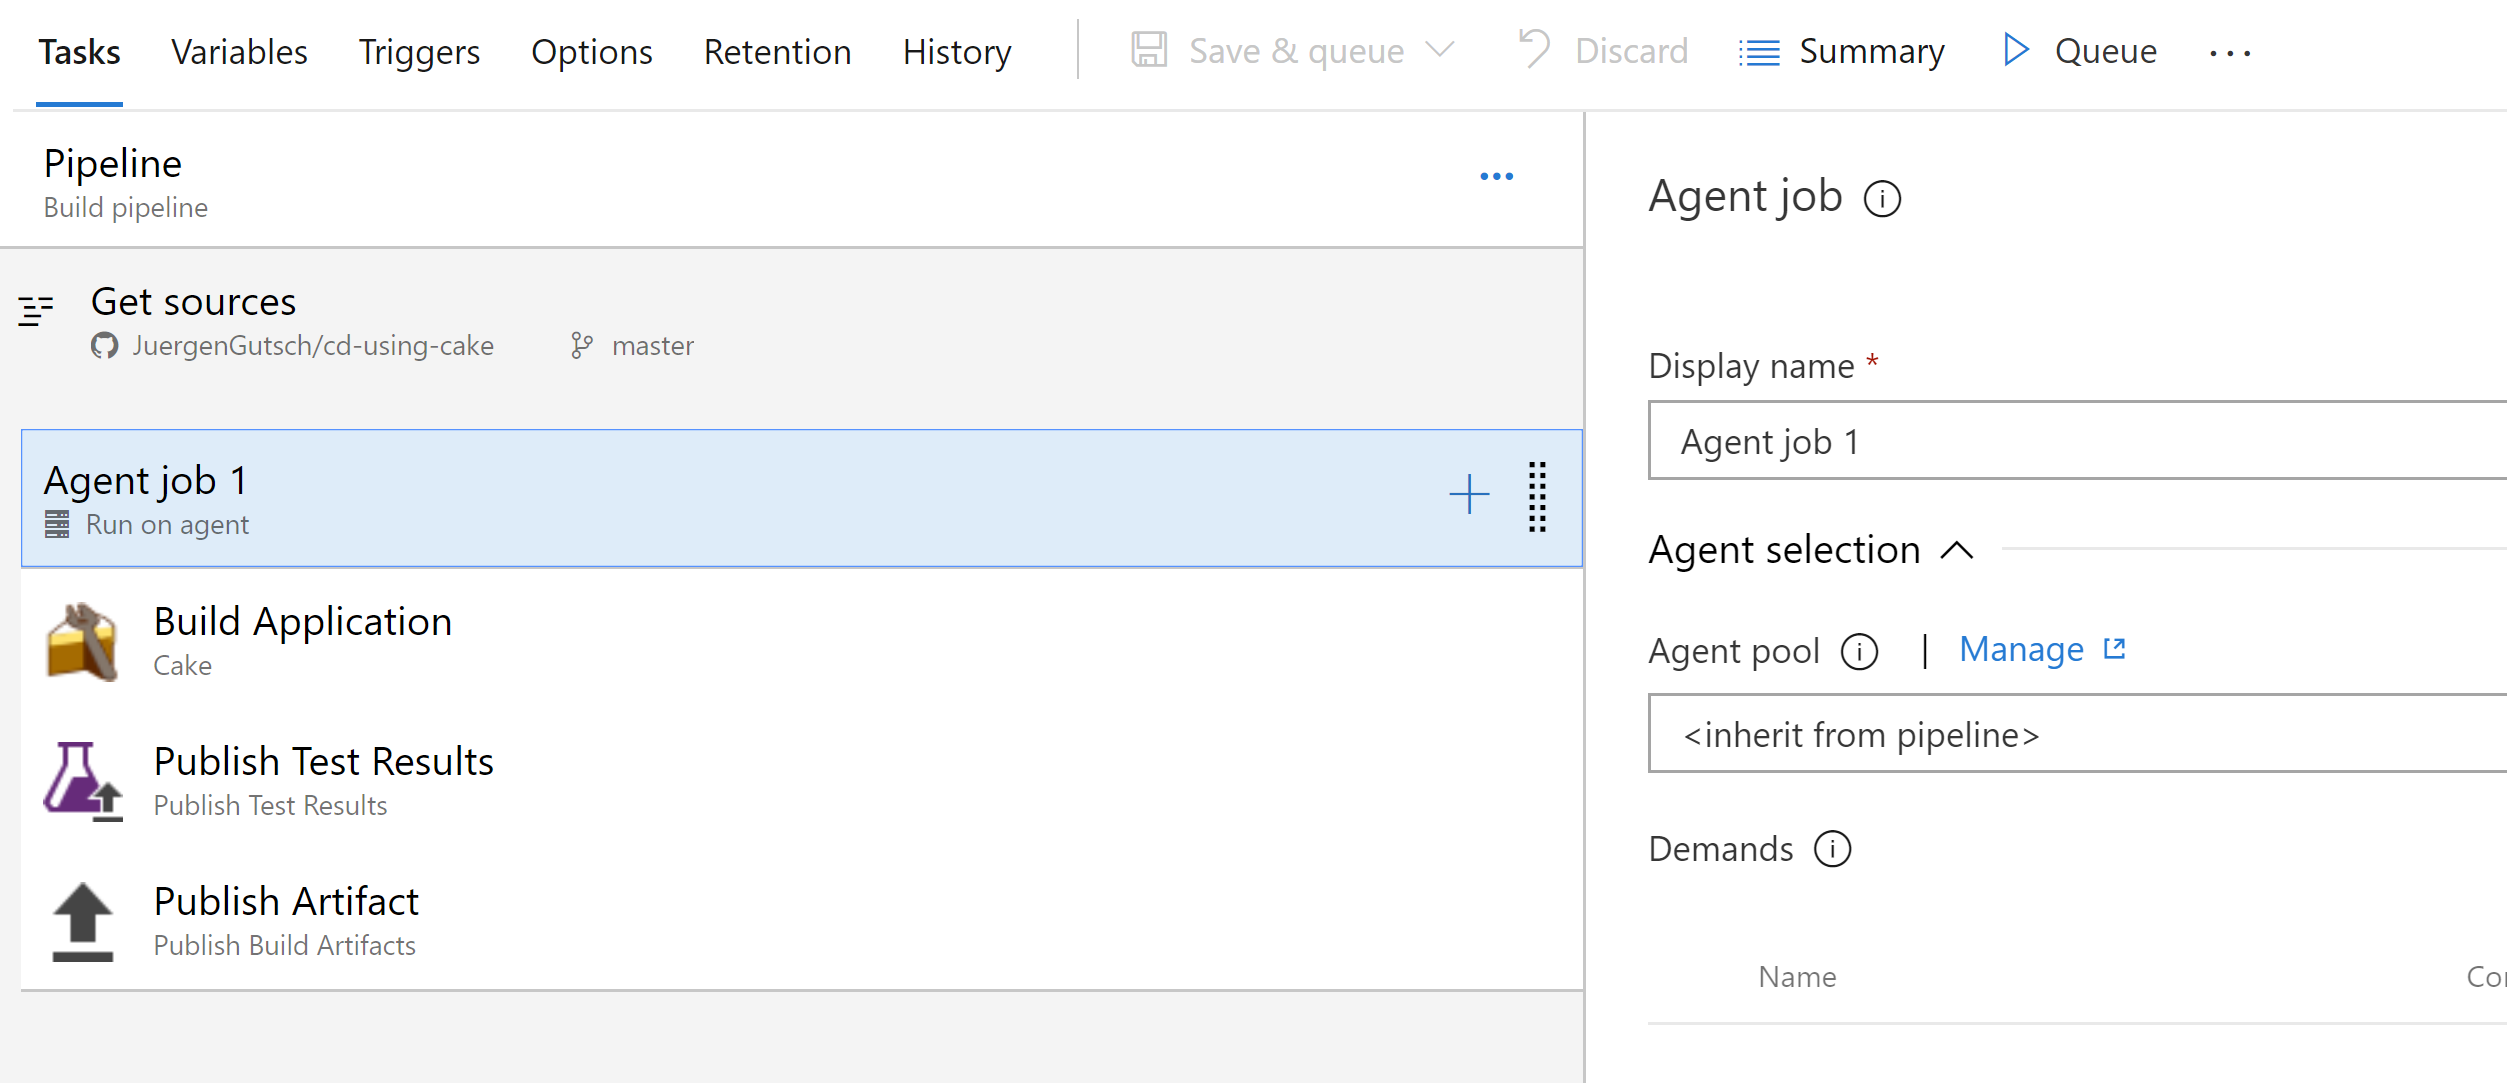 Tasks Variables Triggers Options Retention History Save & queue Discard Summary Queue ...
Pipeline
Build pipeline
Get sources
JuergenGutsch/cd-using-cake master
Agent job 1
Run on agent
Build Application
Cake
Publish Test Results
Publish Test Results
Publish Artifact
Publish Build Artifacts
Agent job
Display name *
Agent job 1
Agent selection
Agent pool | Manage
<inherit from pipeline>
Demands
Name